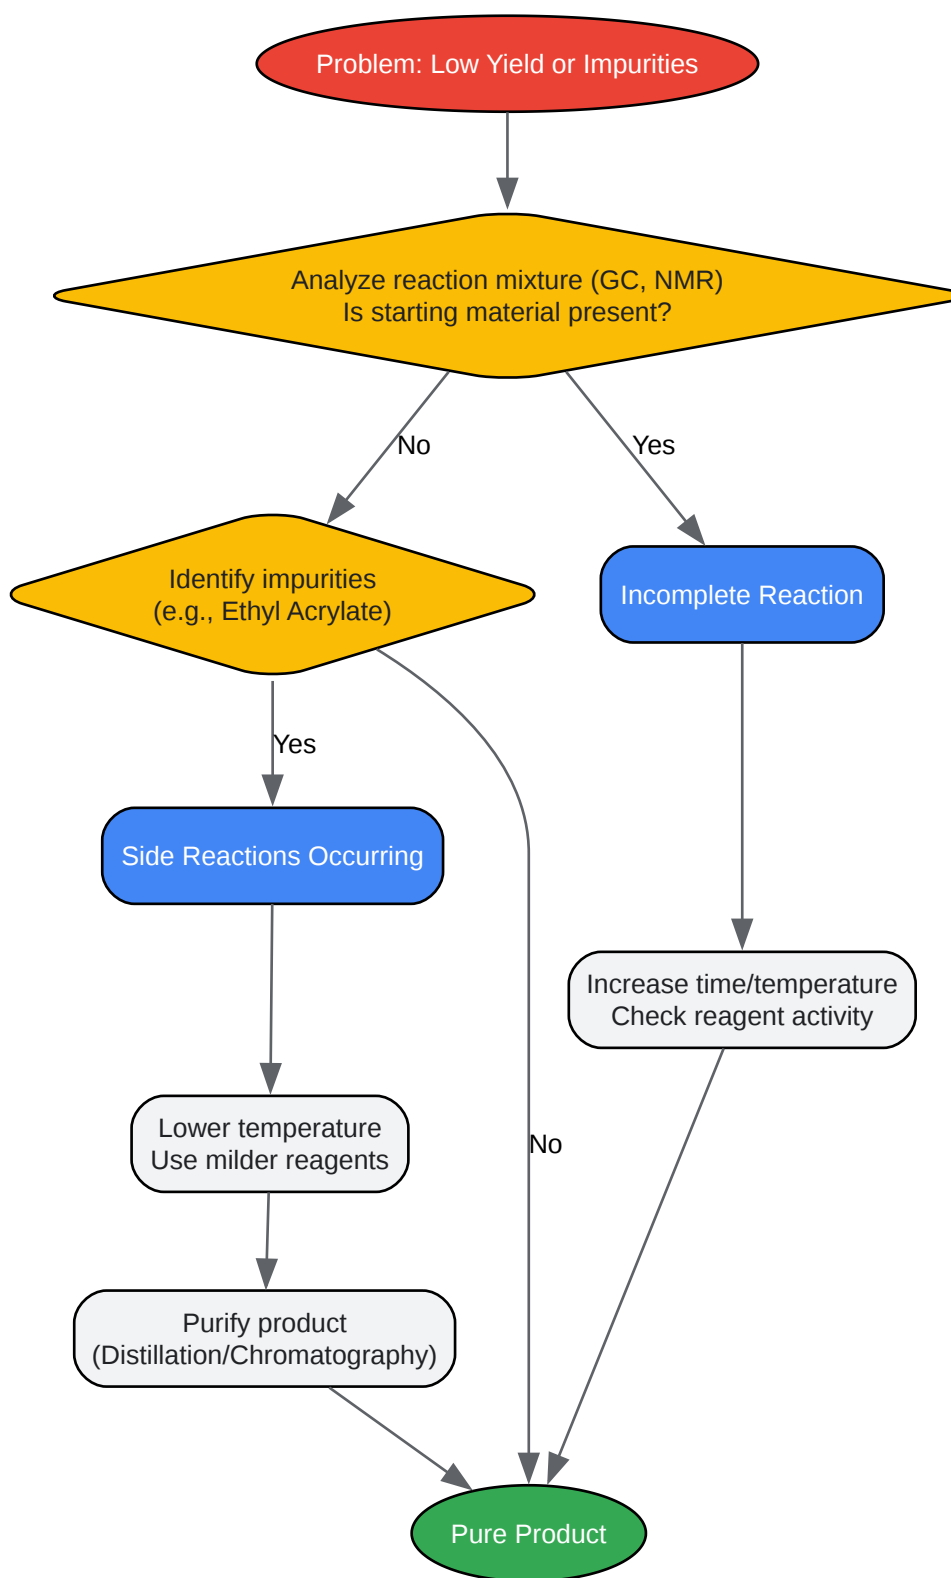 Problem: Low Yield or Impurities
Analyze reaction mixture (GC, NMR)
Is starting material present?
No
Yes
Identify impurities
(e.g., Ethyl Acrylate)
Incomplete Reaction
Yes
Side Reactions Occurring
Increase time/temperature
Check reagent activity
Lower temperature
Use milder reagents
No
Purify product
(Distillation/Chromatography)
Pure Product